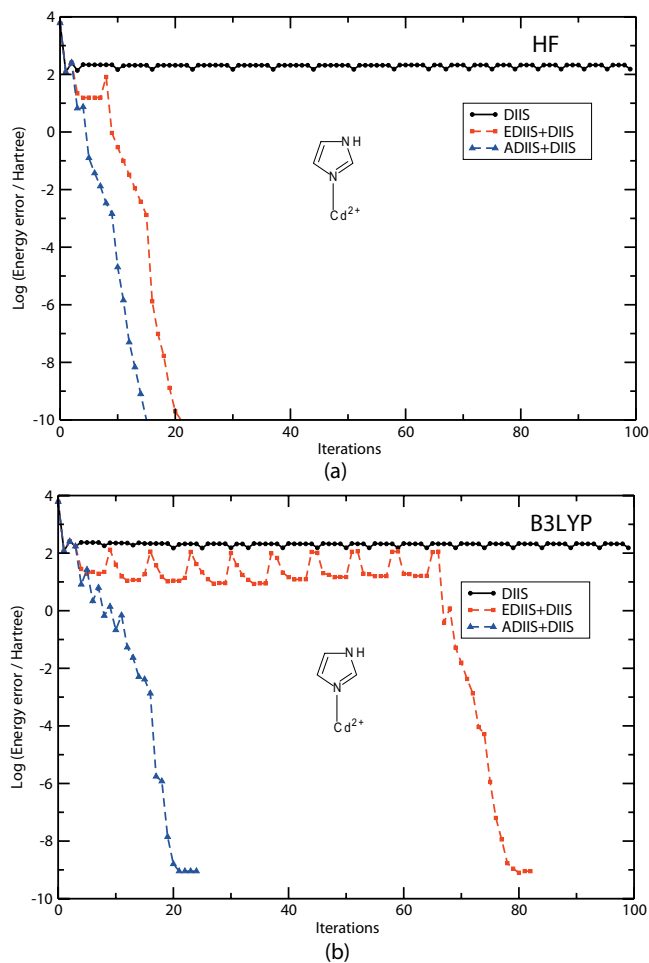 4
2
0
-2
-4
-6
-8
-10
Log (Energy error / Hartree)
HF
DIIS
EDIIS+DIIS
ADIIS+DIIS
NH
N
Cd2+
0 20 40 60 80 100
Iterations
(a)
4
2
0
-2
-4
-6
-8
-10
Log (Energy error / Hartree)
B3LYP
DIIS
EDIIS+DIIS
ADIIS+DIIS
NH
N
Cd2+
0 20 40 60 80 100
Iterations
(b)